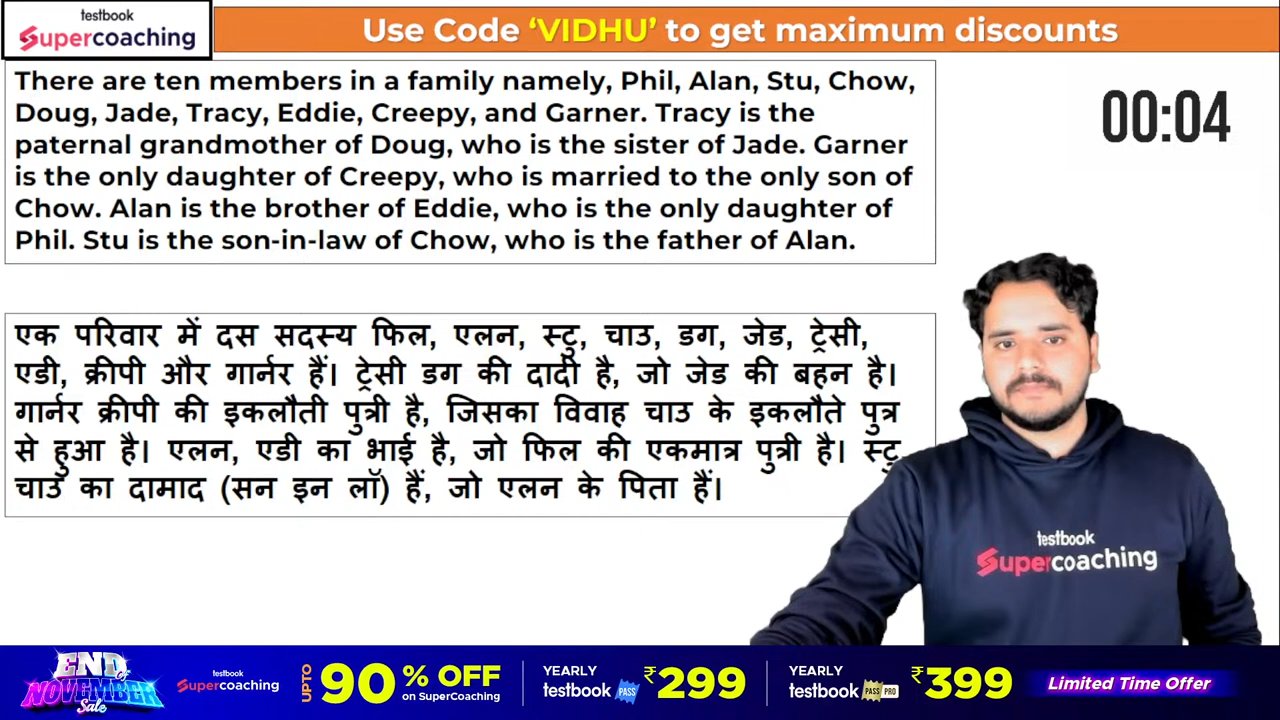 testbook
Supercoaching
Use Code ‘VIDHU’ to get maximum discounts
00:04
There are ten members in a family namely, Phil, Alan, Stu, Chow,
Doug, Jade, Tracy, Eddie, Creepy, and Garner. Tracy is the
paternal grandmother of Doug, who is the sister of Jade. Garner
is the only daughter of Creepy, who is married to the only son of
Chow. Alan is the brother of Eddie, who is the only daughter of
Phil. Stu is the son-in-law of Chow, who is the father of Alan.
एक परिवार में दस सदस्य फिल, एलन, स्टु, चाउ, डग, जेड, ट्रेसी,
एडी, क्रीपी और गार्नर हैं। ट्रेसी डग की दादी है, जो जेड की बहन है।
गार्नर क्रीपी की इकलौती पुत्री है, जिसका विवाह चाउ के इकलौते पुत्र
से हुआ है। एलन, एडी का भाई है, जो फिल की एकमात्र पुत्री है। स्टु,
चाउ का दामाद (सन इन लॉ) हैं, जो एलन के पिता हैं।
testbook
Supercoaching
END of
NOVEMBER
Sale
testbook
Supercoaching
UPTO 90% OFF
on SuperCoaching
YEARLY
testbook PASS
₹299
YEARLY
testbook PASS PRO
₹399
Limited Time Offer